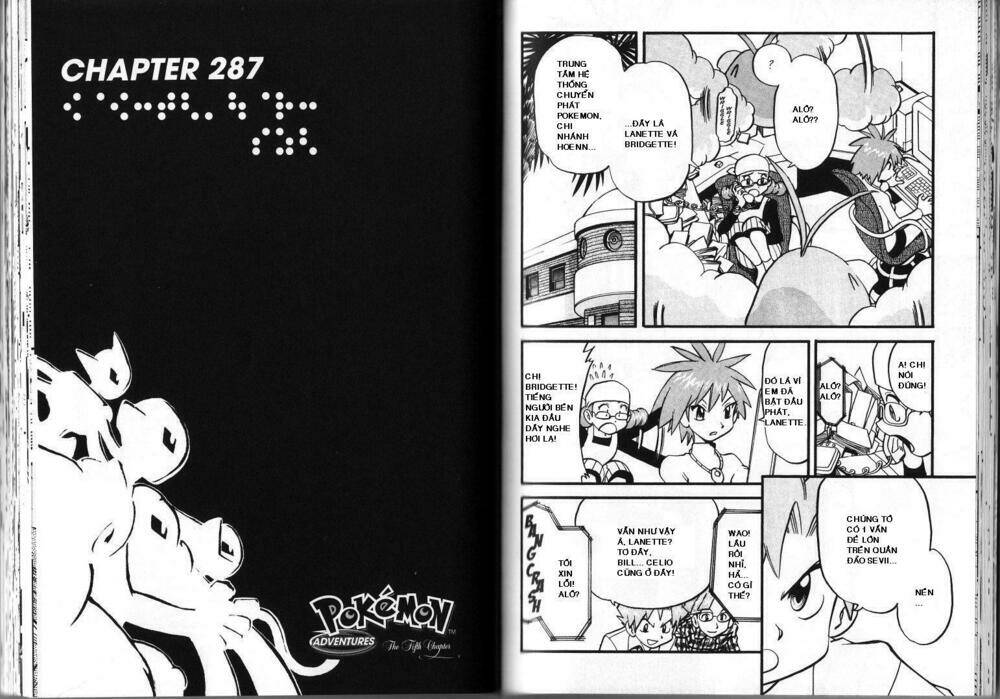 CHAPTER 287
POKéMON
ADVENTURES
The Fifth Chapter
TRUNG
TÂM HỆ
THỐNG
CHUYỂN
PHÁT
POKEMON,
CHI
NHÁNH
HOENN...
...ĐÂY LÀ
LANETTE VÀ
BRIDGETTE!
?
ALÔ?
ALÔ??
A! CHỊ
NÓI
ĐÚNG!
ALÔ?
ALÔ?
ĐÓ LÀ VÌ
EM ĐÃ
BẮT ĐẦU
PHÁT,
LANETTE.
CHỊ
BRIDGETTE!
TIẾNG
NGƯỜI BÊN
KIA ĐẦU
DÂY NGHE
HƠI LẠ!
BANG CRASH
TÔI
XIN
LỖI!
ALÔ?
VẪN NHƯ VẬY
Á, LANETTE?
TỚ ĐÂY,
BILL... CELIO
CŨNG Ở ĐÂY!
WAO!
LÂU
RỒI
NHỈ,
HẢ...
CÓ GÌ
THẾ?
CHÚNG TỚ
CÓ 1 VẤN
ĐỀ LỚN
TRÊN QUẦN
ĐẢO SEVII...
NÊN
...